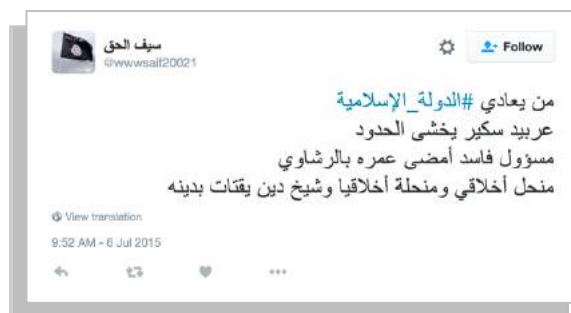 سيف الحق
@wwwsaif20021
Follow
من يعادي #الدولة_الإسلامية
عربيد سكير يخشى الحدود
مسؤول فاسد أمضى عمره بالرشاوي
منحل أخلاقي ومنحلة أخلاقيا وشيخ دين يقتات بدينه
View translation
9:52 AM - 6 Jul 2015